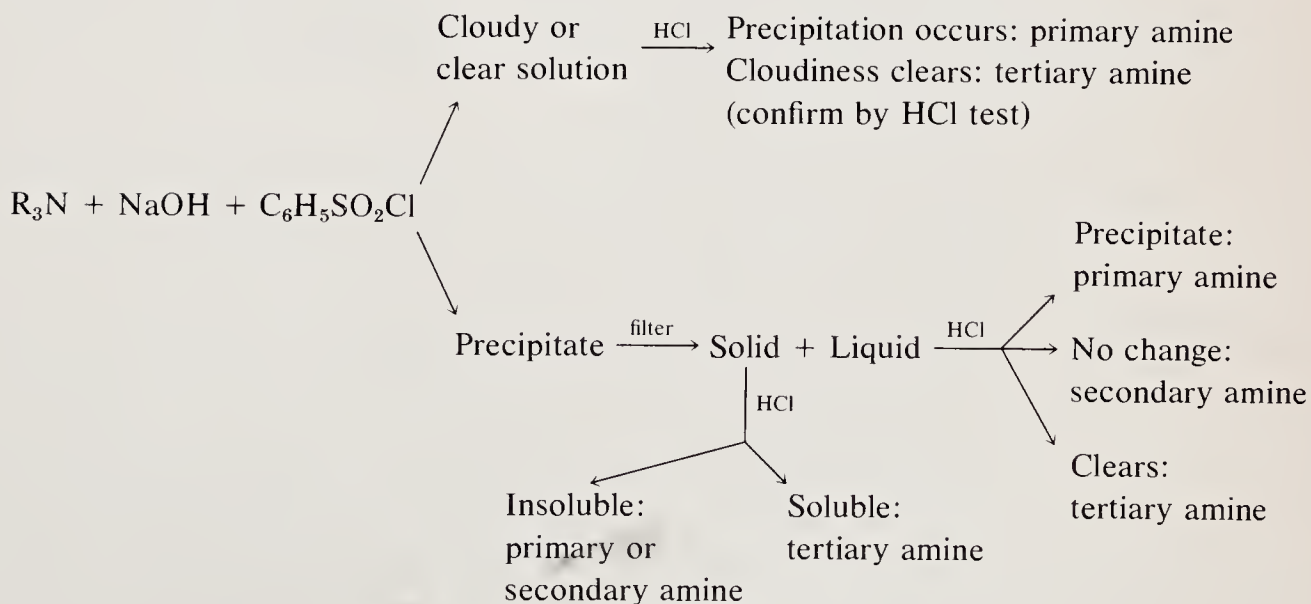 Cloudy or
clear solution
HCl
Precipitation occurs: primary amine
Cloudiness clears: tertiary amine
(confirm by HCl test)
R₃N + NaOH + C₆H₅SO₂Cl
Precipitate
filter
Solid + Liquid
HCl
Precipitate:
primary amine
No change:
secondary amine
Clears:
tertiary amine
HCl
Insoluble:
primary or
secondary amine
Soluble:
tertiary amine